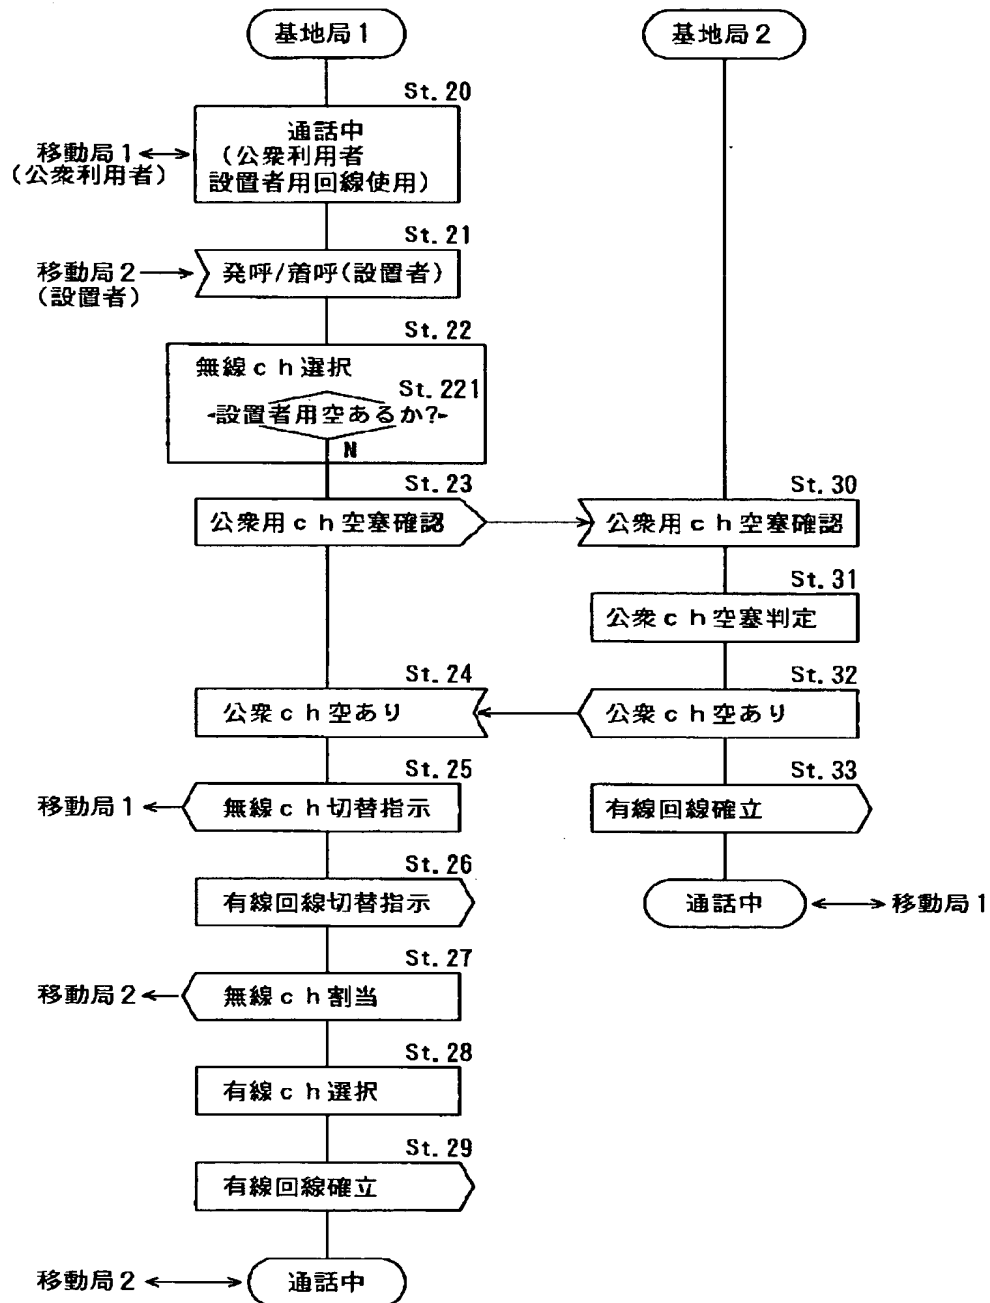 基地局1
基地局2
St.20
通話中
(公衆利用者
設置者用回線使用)
移動局1
(公衆利用者)
St.21
発呼/着呼(設置者)
移動局2
(設置者)
St.22
無線ch選択
St.221
設置者用空あるか?
N
St.23
公衆用ch空塞確認
St.30
公衆用ch空塞確認
St.31
公衆ch空塞判定
St.24
公衆ch空あり
St.32
公衆ch空あり
St.25
移動局1
無線ch切替指示
St.33
有線回線確立
St.26
有線回線切替指示
通話中
移動局1
St.27
移動局2
無線ch割当
St.28
有線ch選択
St.29
有線回線確立
移動局2
通話中